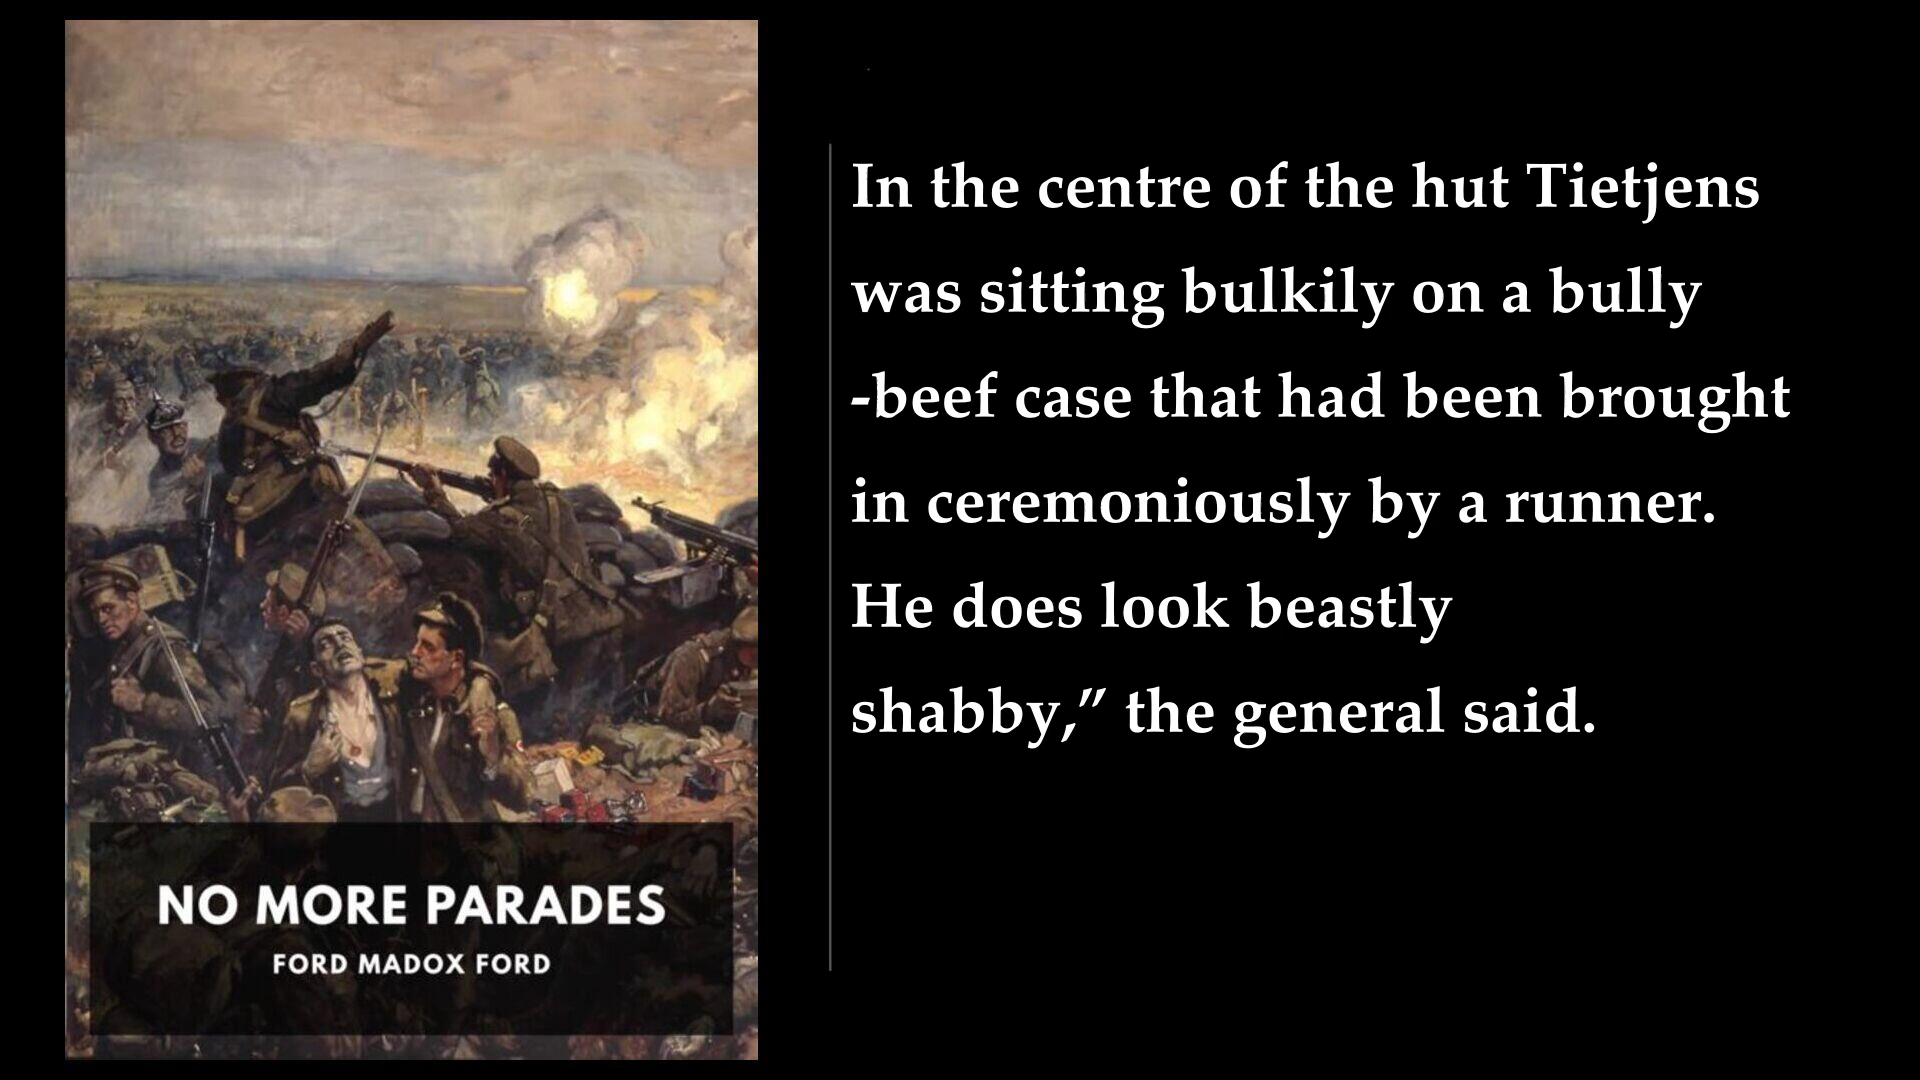 In the centre of the hut Tietjens
was sitting bulkily on a bully
-beef case that had been brought
in ceremoniously by a runner.
He does look beastly
shabby,” the general said.
NO MORE PARADES
FORD MADOX FORD